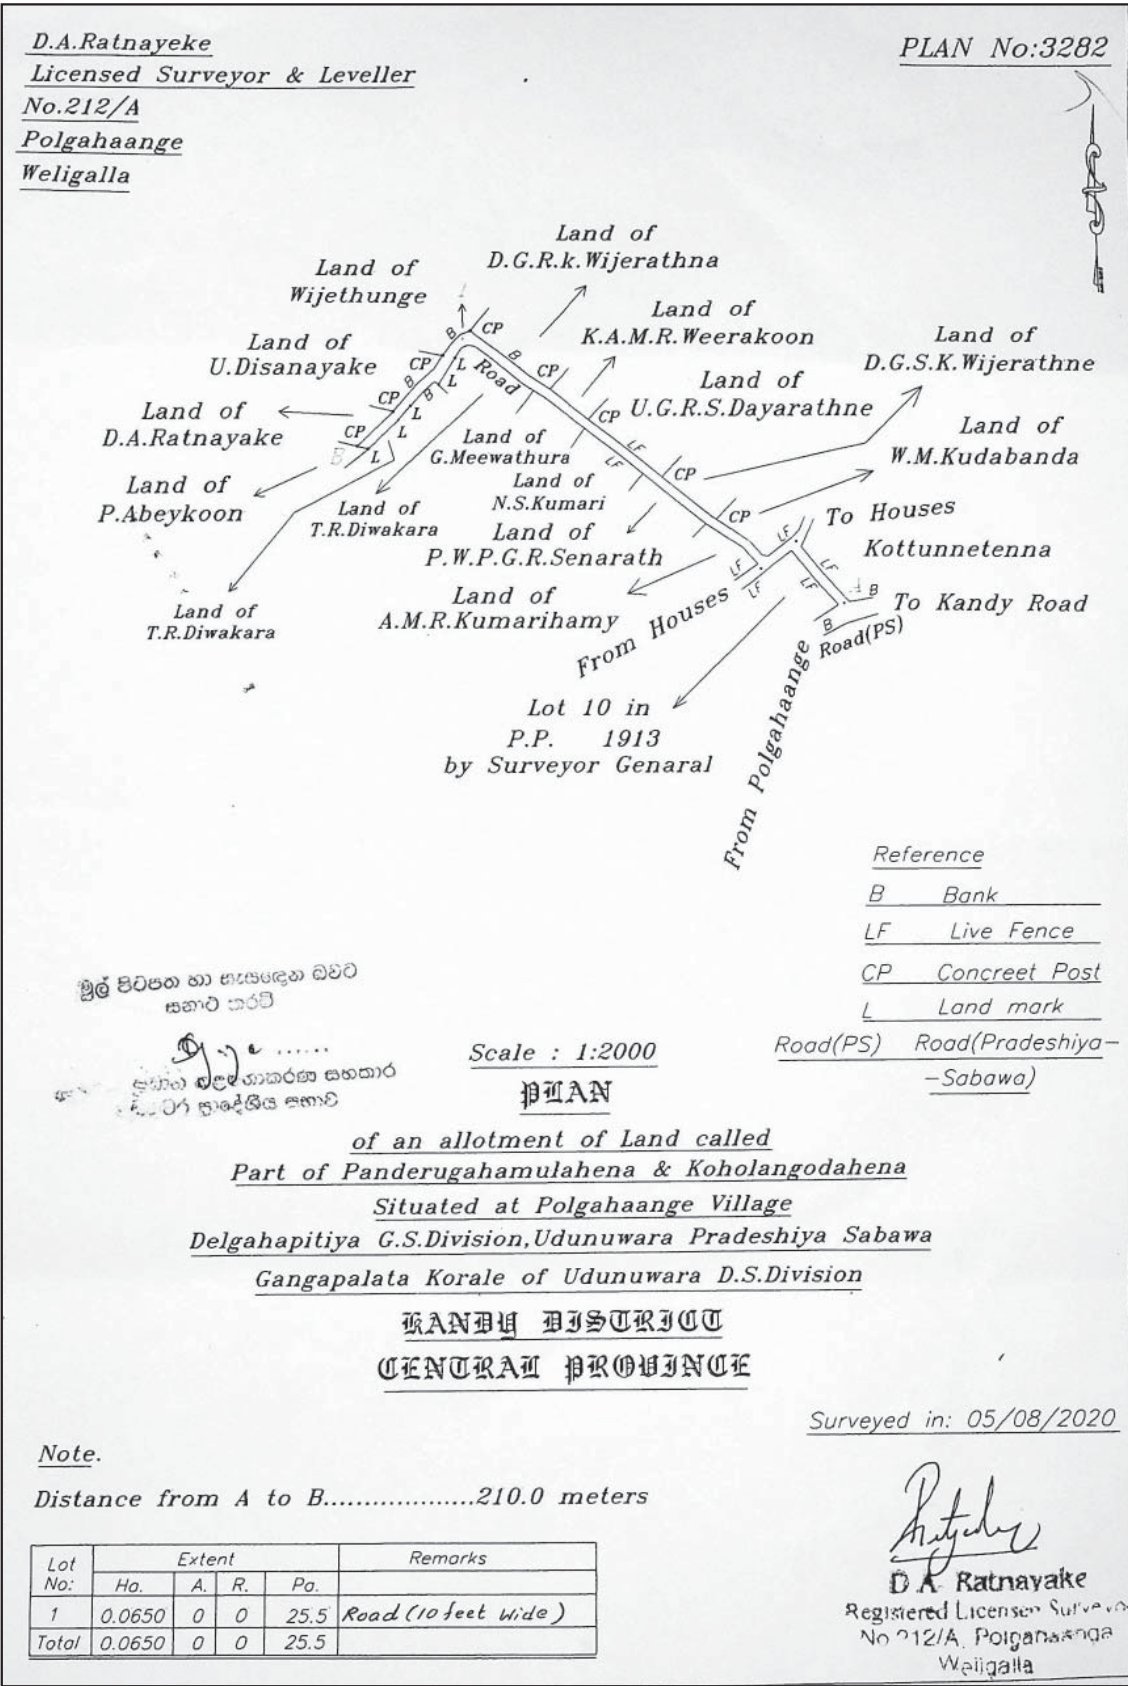 D.A.Ratnayeke
Licensed Surveyor & Leveller
No.212/A
Polgahaange
Weligalla
PLAN No:3282
Land of
D.G.R.k.Wijerathna
Land of
Wijethunge
Land of
K.A.M.R.Weerakoon
Land of
D.G.S.K.Wijerathne
Land of
U.Disanayake
Land of
U.G.R.S.Dayarathne
Land of
D.A.Ratnayake
Land of
W.M.Kudabanda
Land of
P.Abeykoon
Land of
G.Meewathura
Land of
N.S.Kumari
Land of
T.R.Diwakara
Land of
P.W.P.G.R.Senarath
Land of
A.M.R.Kumarihamy
Land of
T.R.Diwakara
B CP
CP L Road B CP
B L
CP B
L
CP L
B L
CP
LF
LF
CP
CP
LF
LF
LF
LF
LF
B
B
To Houses
Kottunnetenna
To Kandy Road
Road(PS)
From Houses
From Polgahaange
Lot 10 in
P.P. 1913
by Surveyor Genaral
Reference
B Bank
LF Live Fence
CP Concreet Post
L Land mark
Road(PS) Road(Pradeshiya-
-Sabawa)
මුල් පිටපත හා සැසඳෙන බවට
සනාථ කරමි
සහකාර
ප්‍රාදේශීය සභාව
Scale : 1:2000
PLAN
of an allotment of Land called
Part of Panderugahamulahena & Koholangodahena
Situated at Polgahaange Village
Delgahapitiya G.S.Division,Udunuwara Pradeshiya Sabawa
Gangapalata Korale of Udunuwara D.S.Division
KANDY DISTRICT
CENTRAL PROVINCE
Surveyed in: 05/08/2020
Note.
Distance from A to B...................210.0 meters
Lot No: Extent Remarks
Ha. A. R. Pa.
1 0.0650 0 0 25.5 Road (10 feet wide)
Total 0.0650 0 0 25.5
D.A. Ratnayake
Registered Licensed Surveyor
No 212/A, Polgahaanga
Weligalla